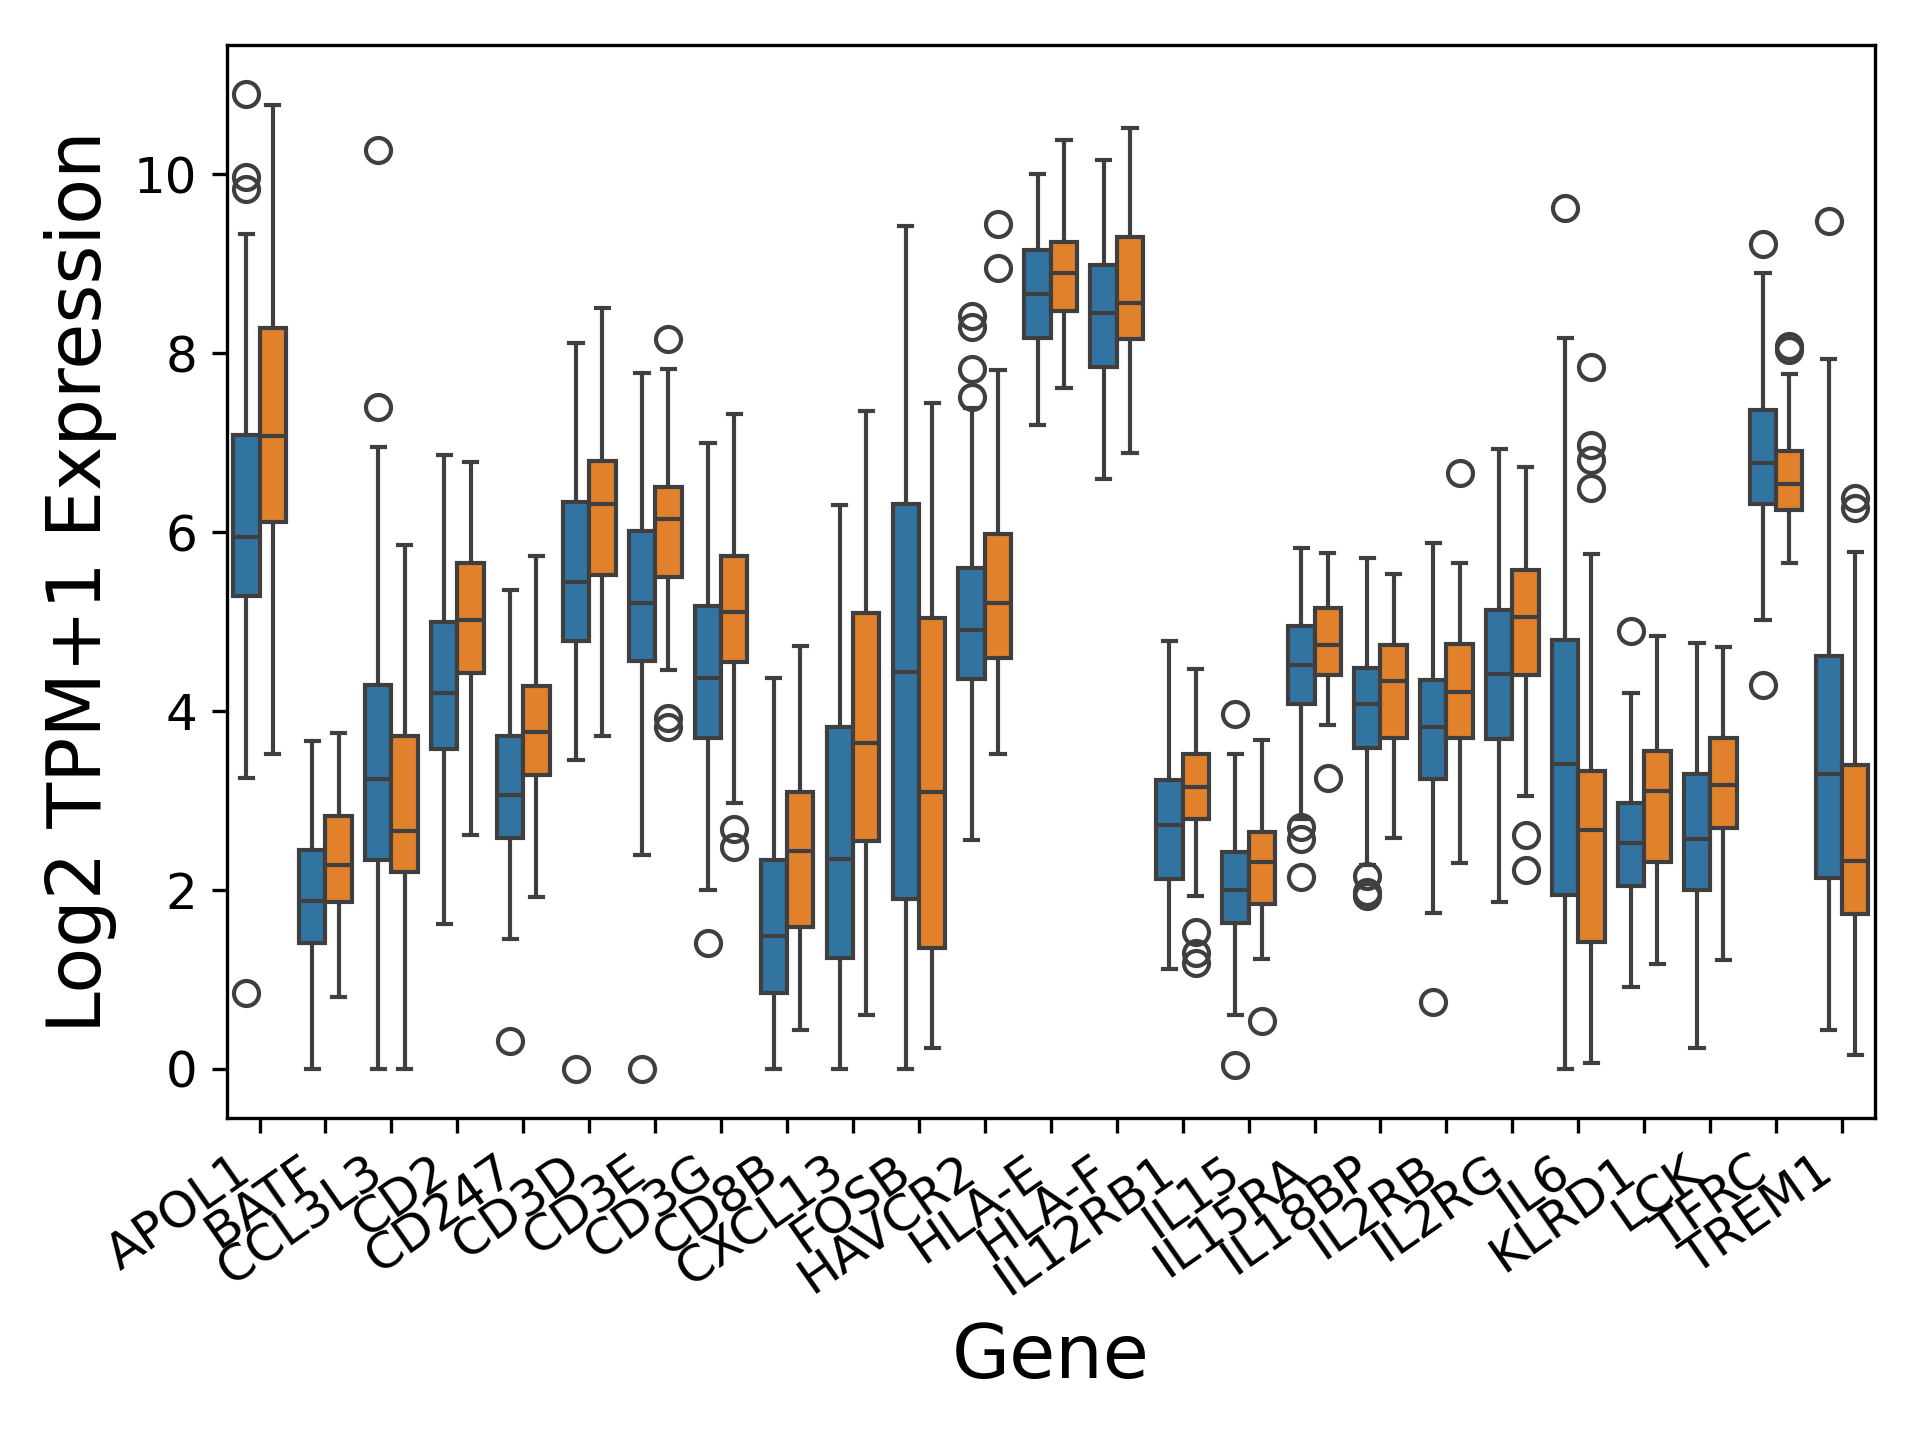 Log2 TPM+1 Expression
10
8
6
4
2
0
APOL1
BATF
CCL3L3
CD2
CD247
CD3D
CD3E
CD3G
CD8B
CXCL13
FOSB
HAVCR2
HLA-E
HLA-F
IL12RB1
IL15
IL15RA
IL18BP
IL2RB
IL2RG
IL6
KLRD1
LCK
TFRC
TREM1
Gene